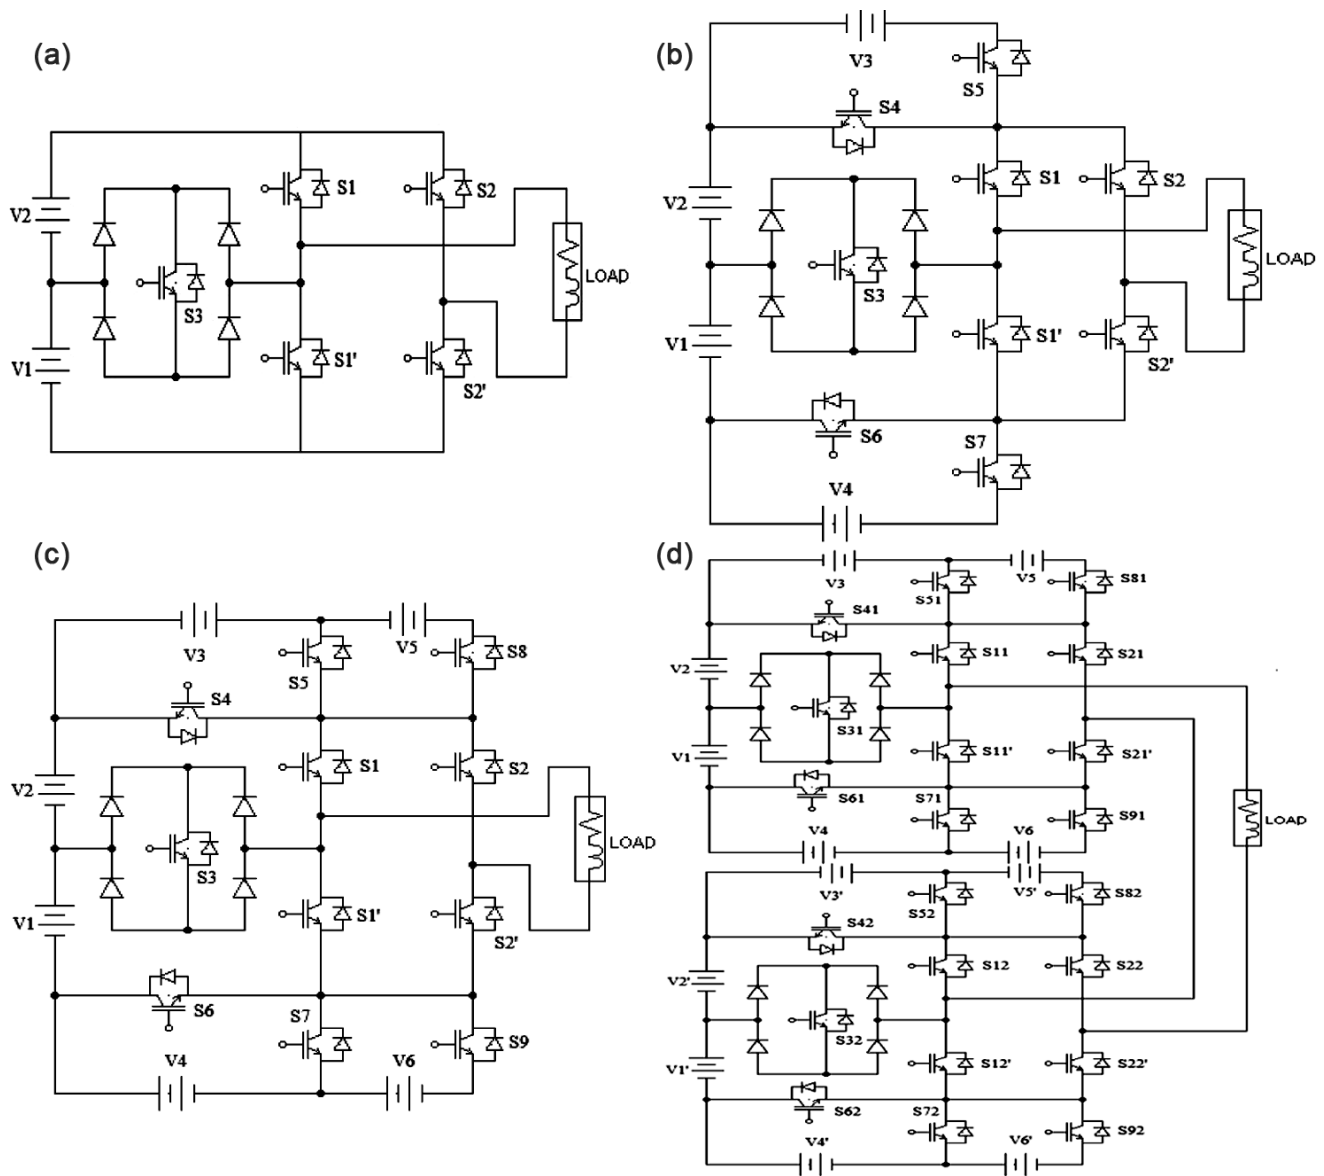 (a)
S1
S2
V2
LOAD
S3
V1
S1'
S2'
(b)
V3
S5
S4
S1
S2
V2
LOAD
S3
V1
S1'
S2'
S6
S7
V4
(c)
V3
V5
S5
S8
S4
S1
S2
V2
LOAD
S3
V1
S1'
S2'
S6
S7
S9
V4
V6
(d)
V3
V5
S81
S51
S41
S11
S21
V2
S31
V1
S11'
S21'
S61
S71
S91
V4
V6
LOAD
V3'
V5'
S52
S82
S42
S12
S22
V2'
S32
V1'
S12'
S22'
S62
S72
S92
V4'
V6'